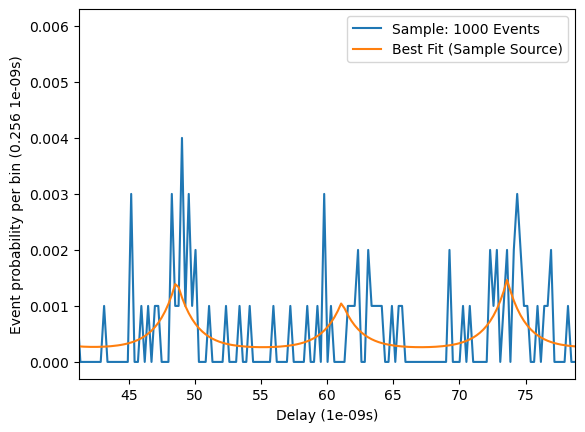 Sample: 1000 Events
Best Fit (Sample Source)
Event probability per bin (0.256 1e-09s)
0.006
0.005
0.004
0.003
0.002
0.001
0.000
45 50 55 60 65 70 75
Delay (1e-09s)